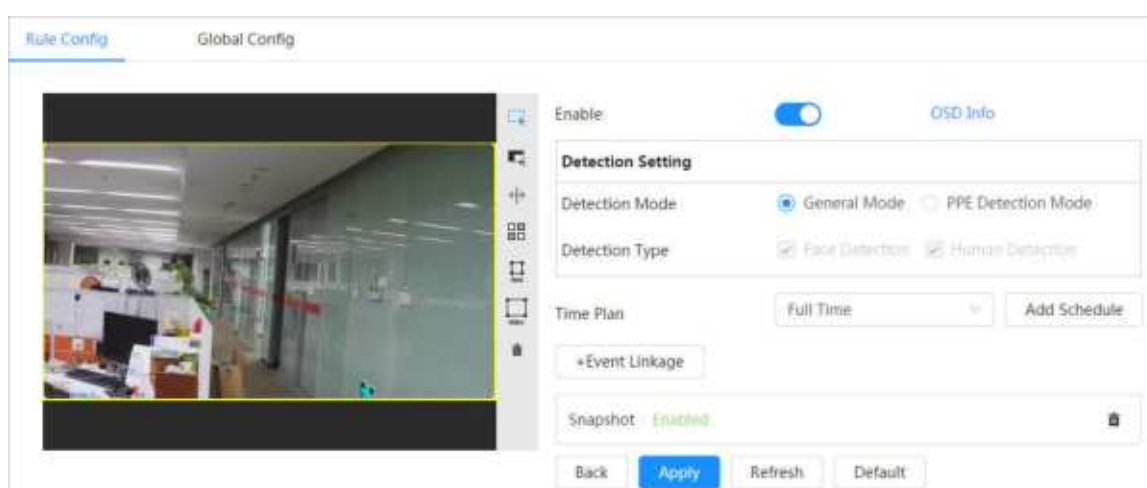 Rule Config Global Config
Enable OSD Info
Detection Setting
Detection Mode General Mode PPE Detection Mode
Detection Type Face Detection Human Detection
Time Plan Full Time Add Schedule
+Event Linkage
Snapshot Enabled
Back Apply Refresh Default